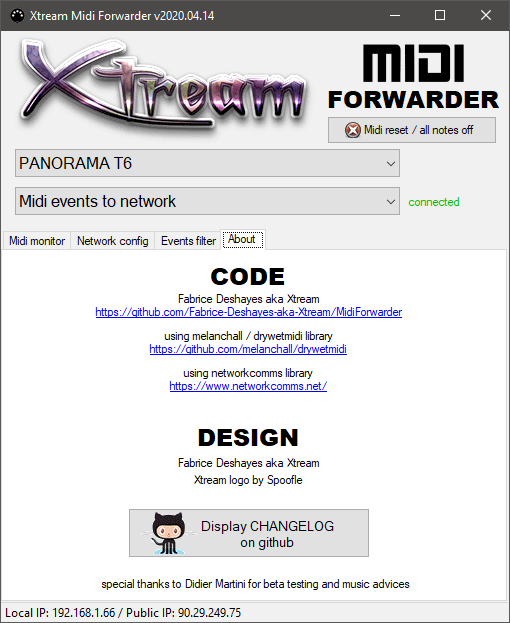 Xtream Midi Forwarder v2020.04.14
Xtream
MIDI
FORWARDER
Midi reset / all notes off
PANORAMA T6
Midi events to network
connected
Midi monitor
Network config
Events filter
About
CODE
Fabrice Deshayes aka Xtream
https://github.com/Fabrice-Deshayes-aka-Xtream/MidiForwarder
using melanchall / drywetmidi library
https://github.com/melanchall/drywetmidi
using networkcomms library
https://www.networkcomms.net/
DESIGN
Fabrice Deshayes aka Xtream
Xtream logo by Spoofle
Display CHANGELOG
on github
special thanks to Didier Martini for beta testing and music advices
Local IP: 192.168.1.66 / Public IP: 90.29.249.75